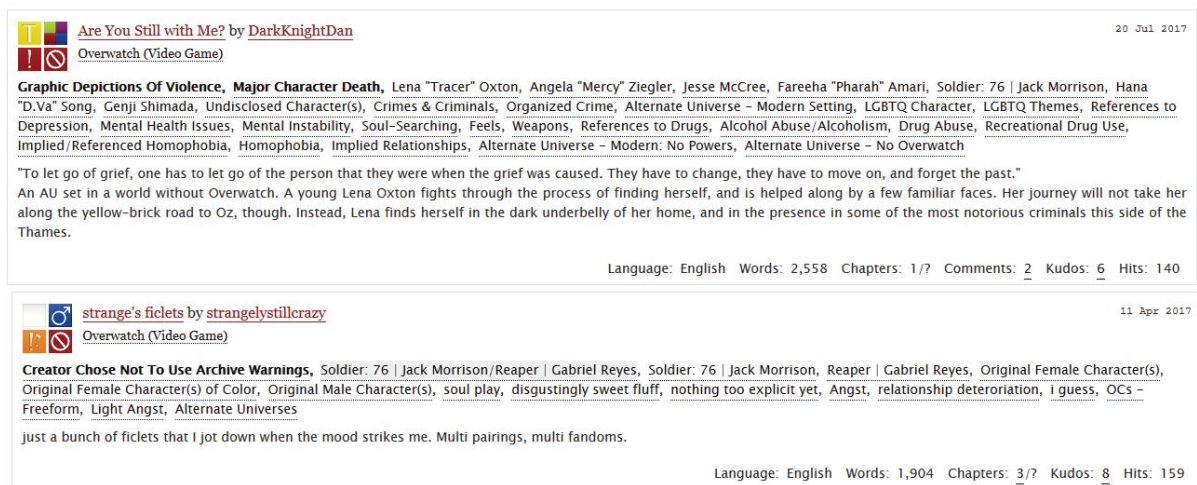 Are You Still with Me? by DarkKnightDan
20 Jul 2017
Overwatch (Video Game)
Graphic Depictions Of Violence, Major Character Death, Lena "Tracer" Oxton, Angela "Mercy" Ziegler, Jesse McCree, Fareeha "Pharah" Amari, Soldier: 76 | Jack Morrison, Hana
"D.Va" Song, Genji Shimada, Undisclosed Character(s), Crimes & Criminals, Organized Crime, Alternate Universe - Modern Setting, LGBTQ Character, LGBTQ Themes, References to
Depression, Mental Health Issues, Mental Instability, Soul-Searching, Feels, Weapons, References to Drugs, Alcohol Abuse/Alcoholism, Drug Abuse, Recreational Drug Use,
Implied/Referenced Homophobia, Homophobia, Implied Relationships, Alternate Universe - Modern: No Powers, Alternate Universe - No Overwatch
"To let go of grief, one has to let go of the person that they were when the grief was caused. They have to change, they have to move on, and forget the past."
An AU set in a world without Overwatch. A young Lena Oxton fights through the process of finding herself, and is helped along by a few familiar faces. Her journey will not take her
along the yellow-brick road to Oz, though. Instead, Lena finds herself in the dark underbelly of her home, and in the presence in some of the most notorious criminals this side of the
Thames.
Language: English Words: 2,558 Chapters: 1/? Comments: 2 Kudos: 6 Hits: 140
strange's ficlets by strangelystillcrazy
11 Apr 2017
Overwatch (Video Game)
Creator Chose Not To Use Archive Warnings, Soldier: 76 | Jack Morrison/Reaper | Gabriel Reyes, Soldier: 76 | Jack Morrison, Reaper | Gabriel Reyes, Original Female Character(s),
Original Female Character(s) of Color, Original Male Character(s), soul play, disgustingly sweet fluff, nothing too explicit yet, Angst, relationship deteroriation, i guess, OCs -
Freeform, Light Angst, Alternate Universes
just a bunch of ficlets that I jot down when the mood strikes me. Multi pairings, multi fandoms.
Language: English Words: 1,904 Chapters: 3/? Kudos: 8 Hits: 159